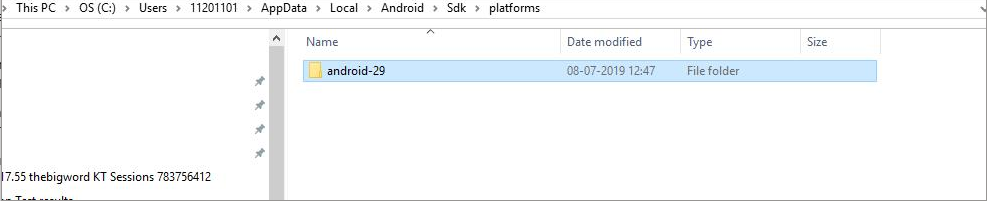 This PC > OS (C:) > Users > 11201101 > AppData > Local > Android > Sdk > platforms
Name Date modified Type Size
android-29 08-07-2019 12:47 File folder
17.55 thebigword KT Sessions 783756412
Test results